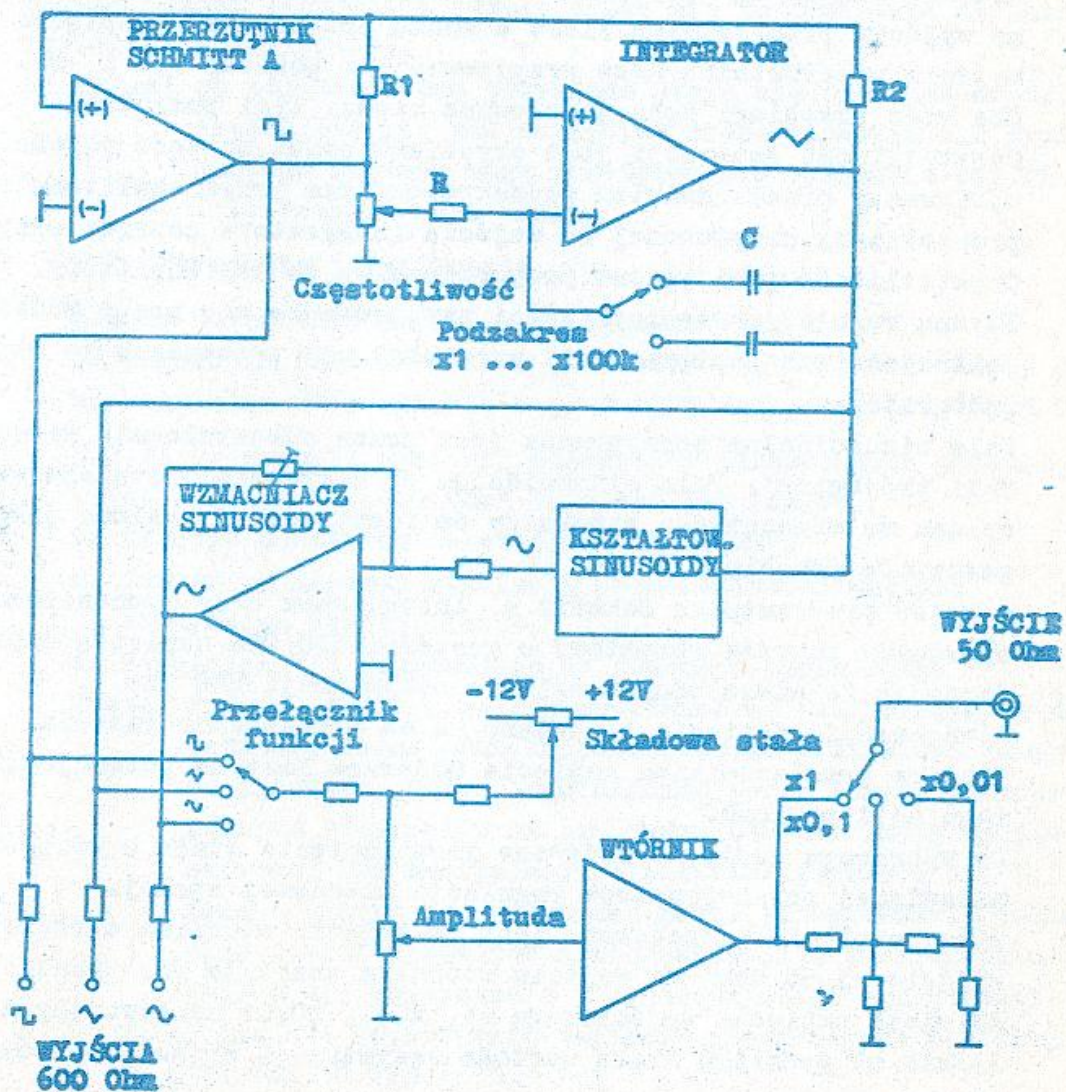 PRZERZUTNIK
SCHMITT'A
INTEGRATOR
R1
R2
(+)
(+)
(-)
R
(-)
C
Częstotliwość
Podzakres
x1 ... x100k
WZMACNIACZ
SINUSOIDY
KSZTAŁTOW.
SINUSOIDY
WYJŚCIE
50 Ohm
-12V +12V
Przełącznik
funkcji
Składowa stała
x1
x0,01
x0,1
WTÓRNIK
Amplituda
WYJŚCIA
600 Ohm